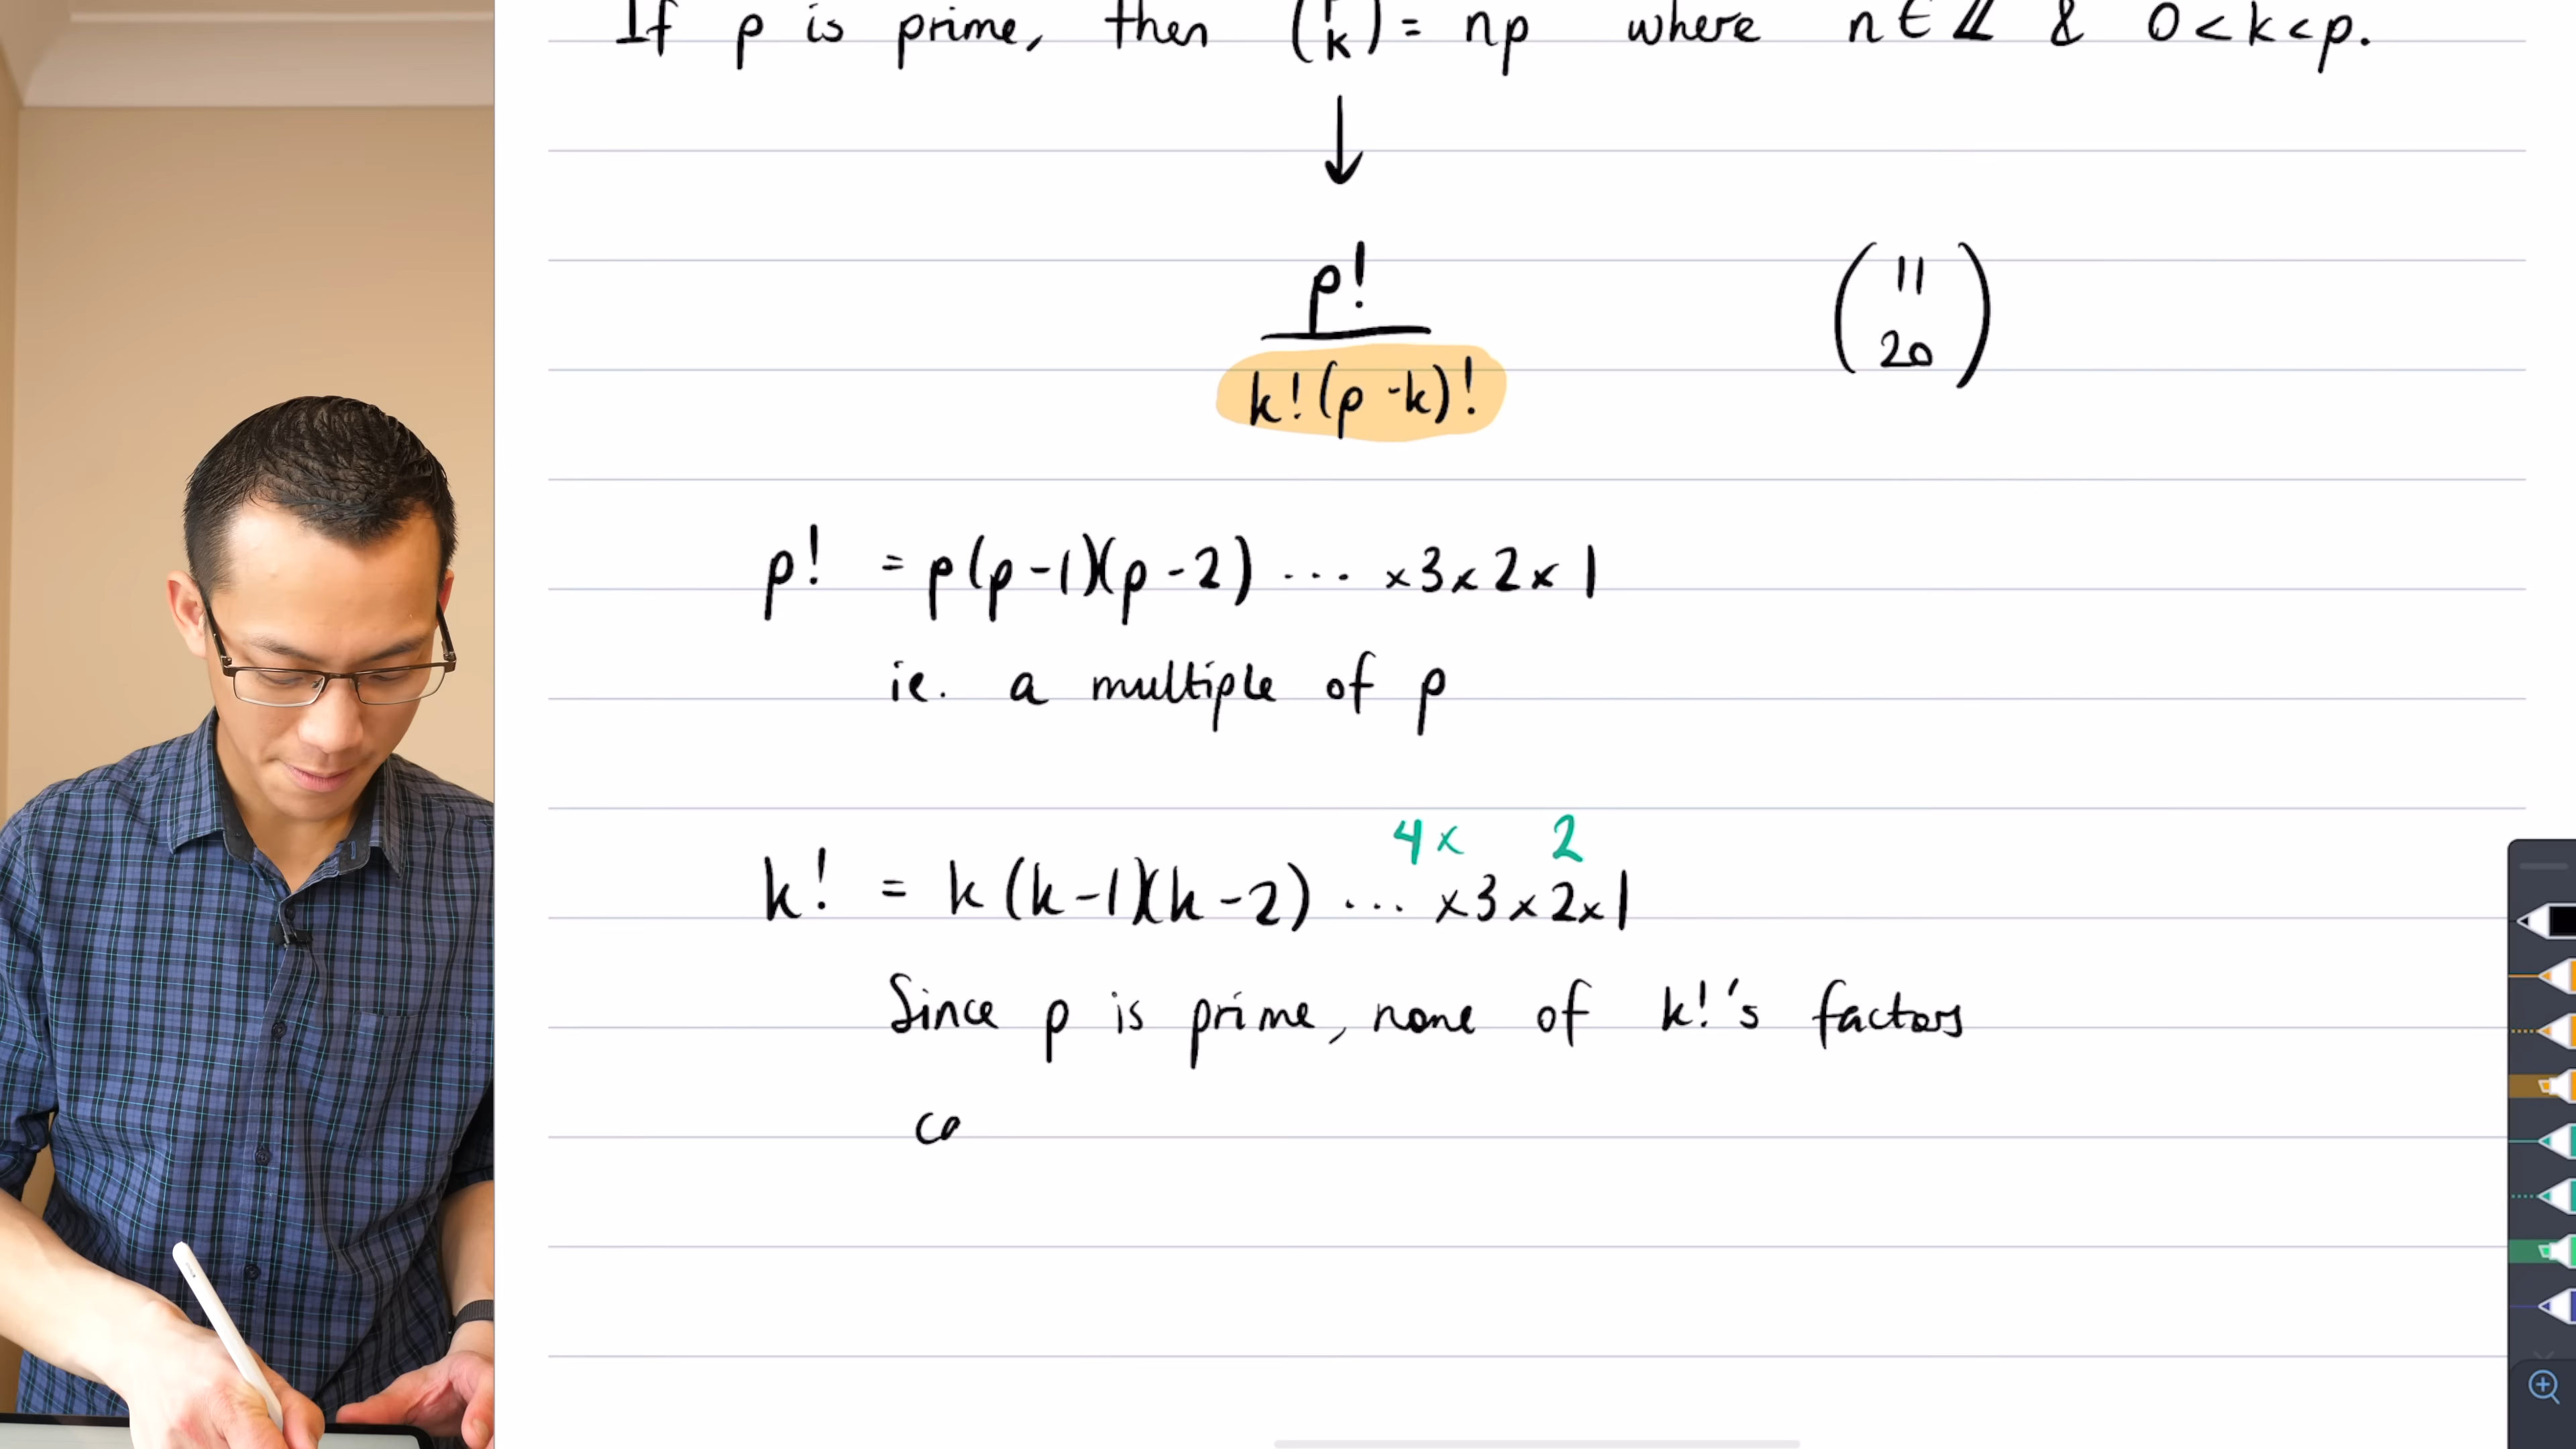 If p is prime, then (p k) = np where n ∈ ℤ & 0 < k < p.
↓
p!
k!(p - k)!
(11 20)
p! = p(p-1)(p-2) ... ×3×2×1
ie. a multiple of p
4× 2
k! = k(k-1)(k-2) ... ×3×2×1
Since p is prime, none of k!'s factors
ca